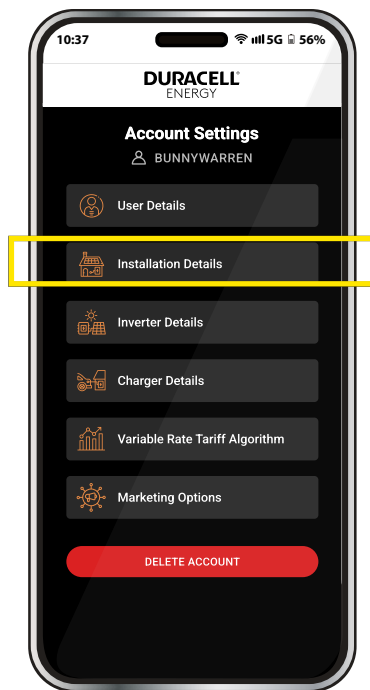 10:37 5G 56%
DURACELL
ENERGY
Account Settings
BUNNYWARREN
User Details
Installation Details
Inverter Details
Charger Details
Variable Rate Tariff Algorithm
Marketing Options
DELETE ACCOUNT